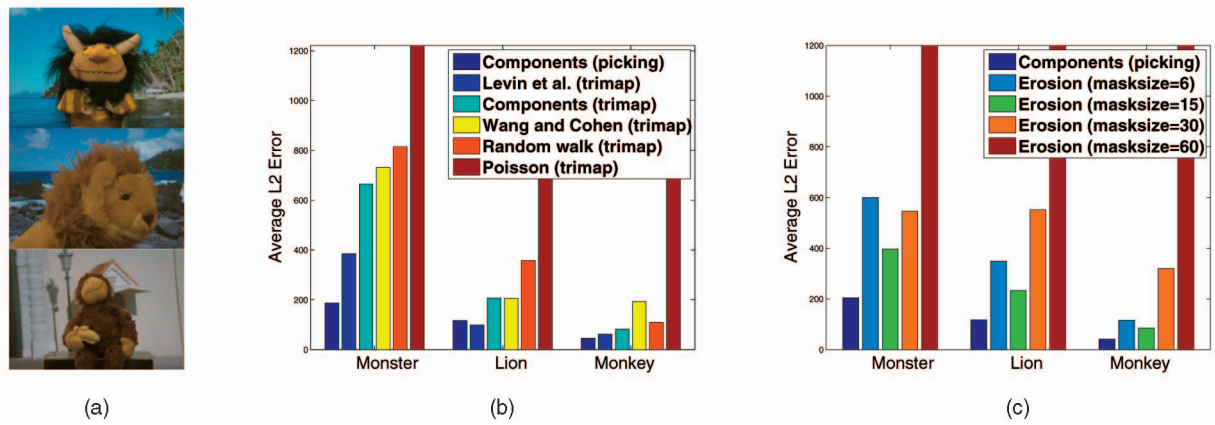 1200
1000
800
600
400
200
0
Average L2 Error
Components (picking)
Levin et al. (trimap)
Components (trimap)
Wang and Cohen (trimap)
Random walk (trimap)
Poisson (trimap)
Monster
Lion
Monkey
1200
1000
800
600
400
200
0
Average L2 Error
Components (picking)
Erosion (masksize=6)
Erosion (masksize=15)
Erosion (masksize=30)
Erosion (masksize=60)
Monster
Lion
Monkey
(a)
(b)
(c)